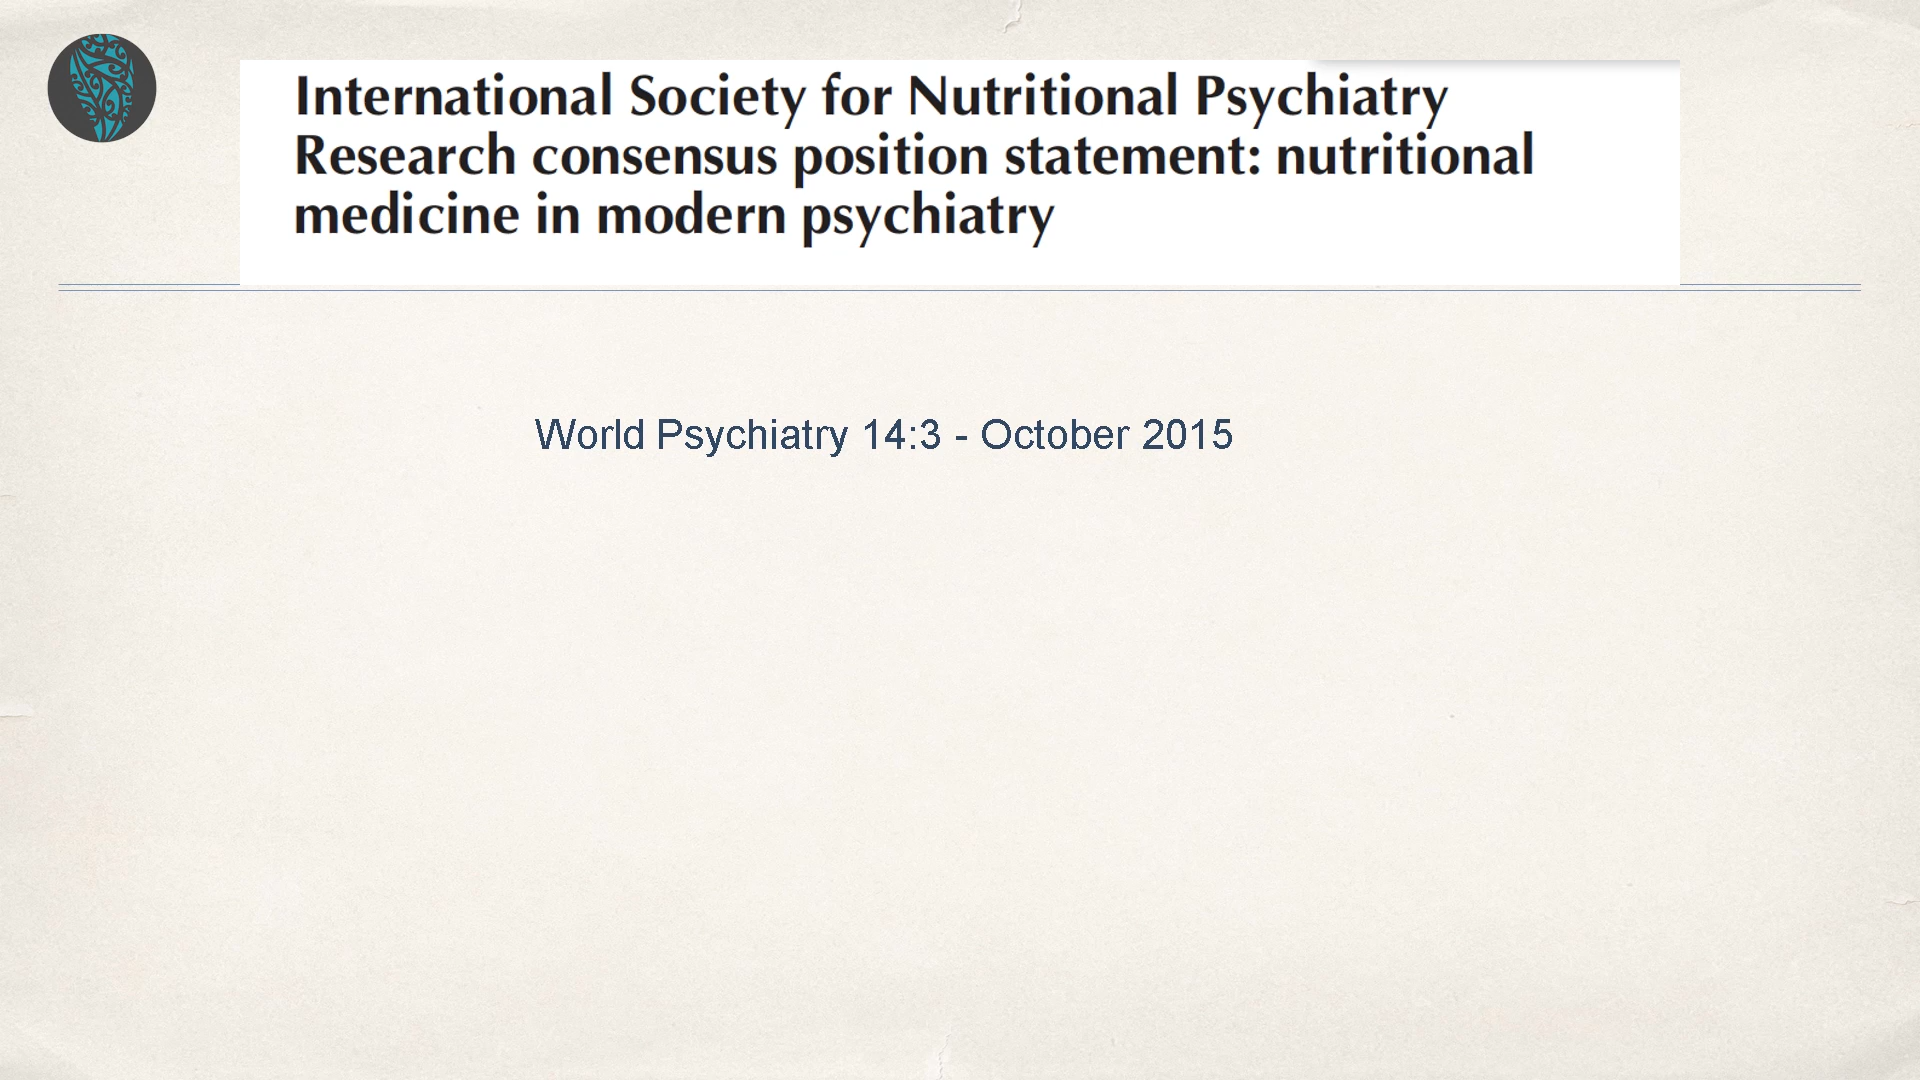 International Society for Nutritional Psychiatry
Research consensus position statement: nutritional
medicine in modern psychiatry
World Psychiatry 14:3 - October 2015